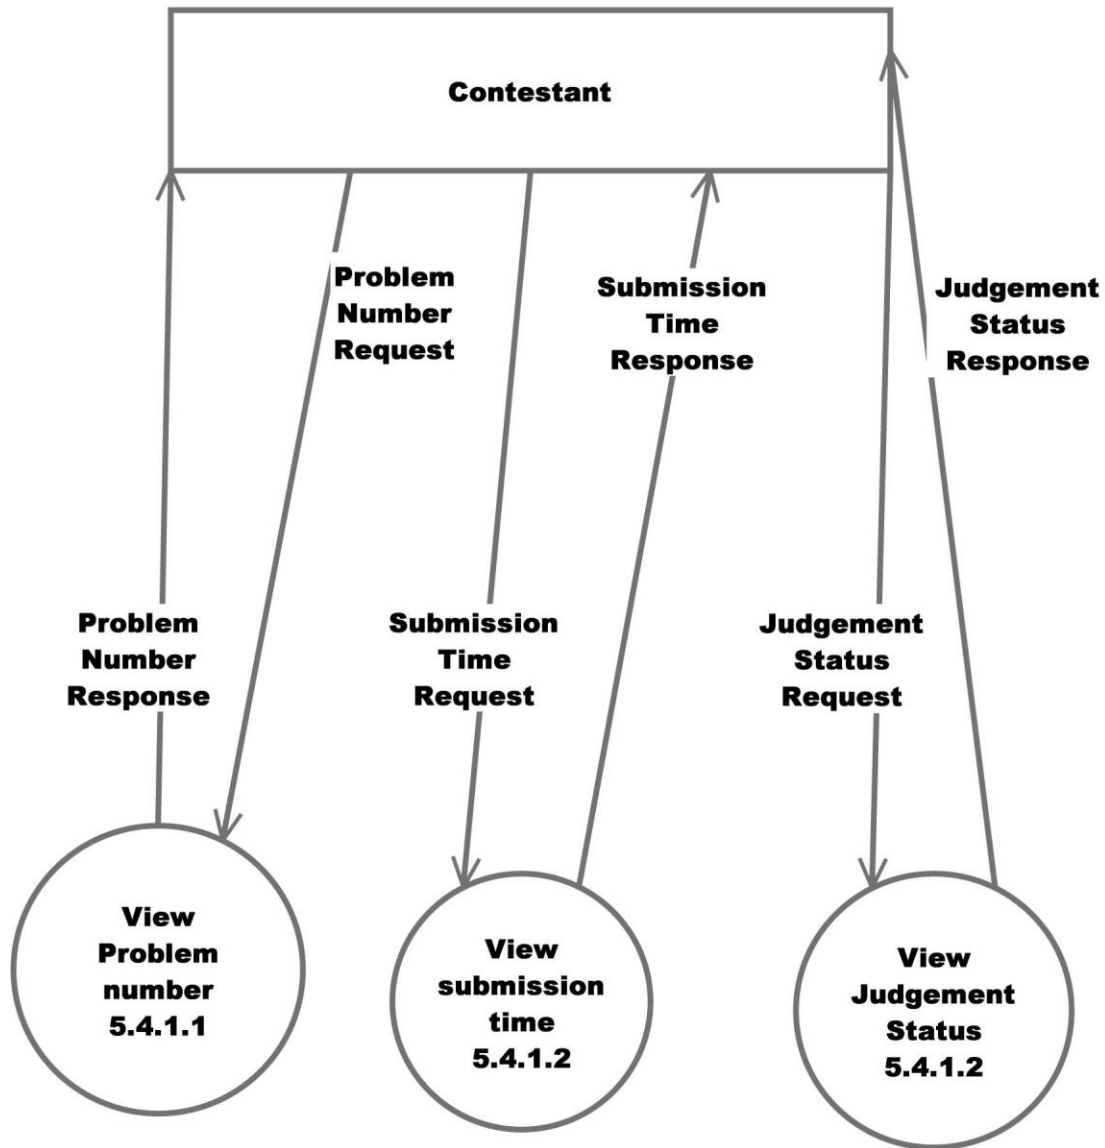 Contestant
Problem
Number
Request
Submission
Time
Response
Judgement
Status
Response
Problem
Number
Response
Submission
Time
Request
Judgement
Status
Request
View
Problem
number
5.4.1.1
View
submission
time
5.4.1.2
View
Judgement
Status
5.4.1.2